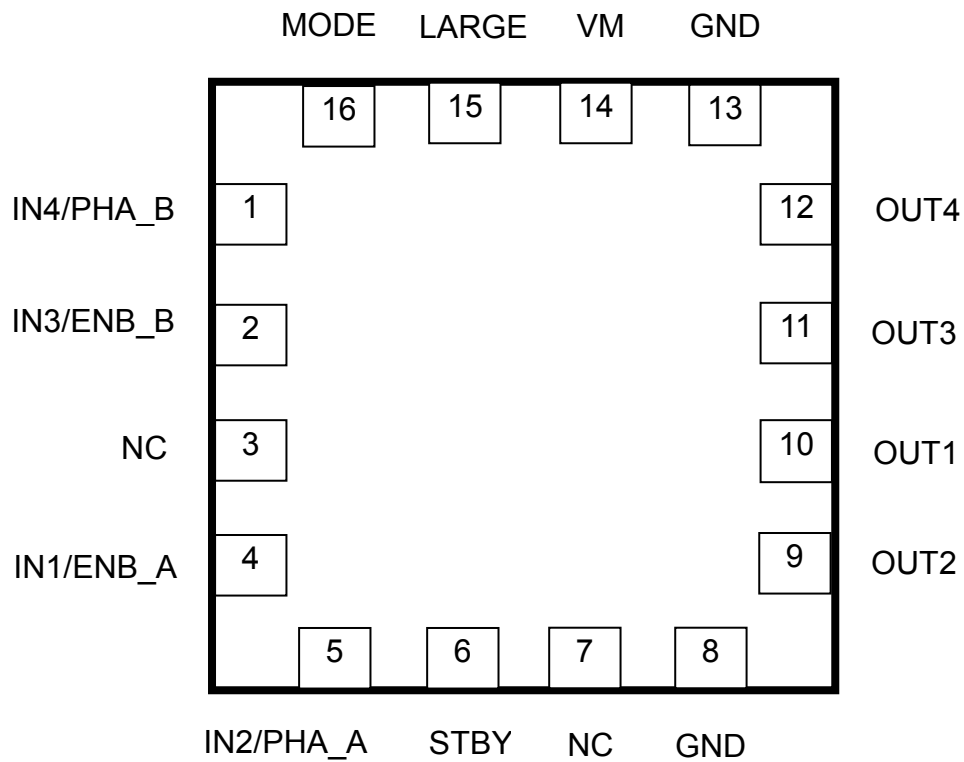 MODE LARGE VM GND
16 15 14 13
IN4/PHA_B 1 12 OUT4
IN3/ENB_B 2 11 OUT3
NC 3 10 OUT1
IN1/ENB_A 4 9 OUT2
5 6 7 8
IN2/PHA_A STBY NC GND